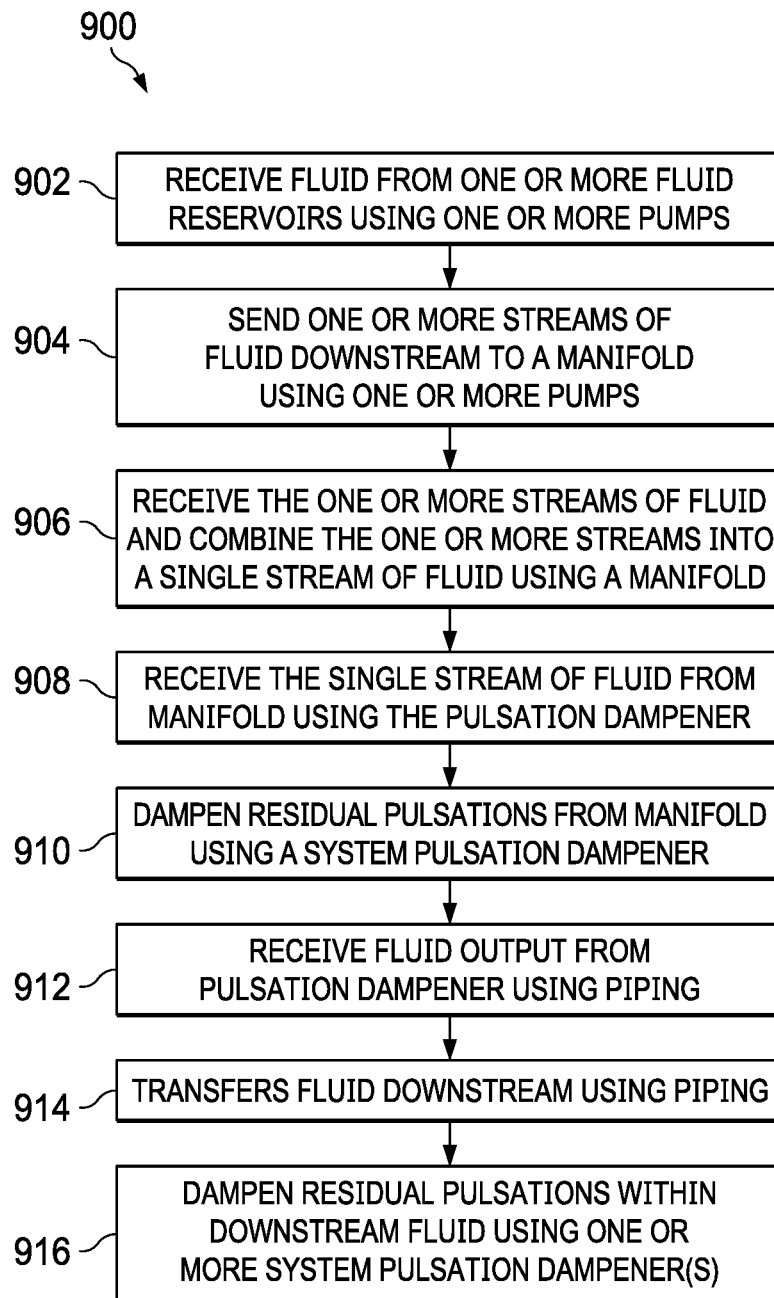 900
902
RECEIVE FLUID FROM ONE OR MORE FLUID
RESERVOIRS USING ONE OR MORE PUMPS
904
SEND ONE OR MORE STREAMS OF
FLUID DOWNSTREAM TO A MANIFOLD
USING ONE OR MORE PUMPS
906
RECEIVE THE ONE OR MORE STREAMS OF FLUID
AND COMBINE THE ONE OR MORE STREAMS INTO
A SINGLE STREAM OF FLUID USING A MANIFOLD
908
RECEIVE THE SINGLE STREAM OF FLUID FROM
MANIFOLD USING THE PULSATION DAMPENER
910
DAMPEN RESIDUAL PULSATIONS FROM MANIFOLD
USING A SYSTEM PULSATION DAMPENER
912
RECEIVE FLUID OUTPUT FROM
PULSATION DAMPENER USING PIPING
914
TRANSFERS FLUID DOWNSTREAM USING PIPING
916
DAMPEN RESIDUAL PULSATIONS WITHIN
DOWNSTREAM FLUID USING ONE OR
MORE SYSTEM PULSATION DAMPENER(S)